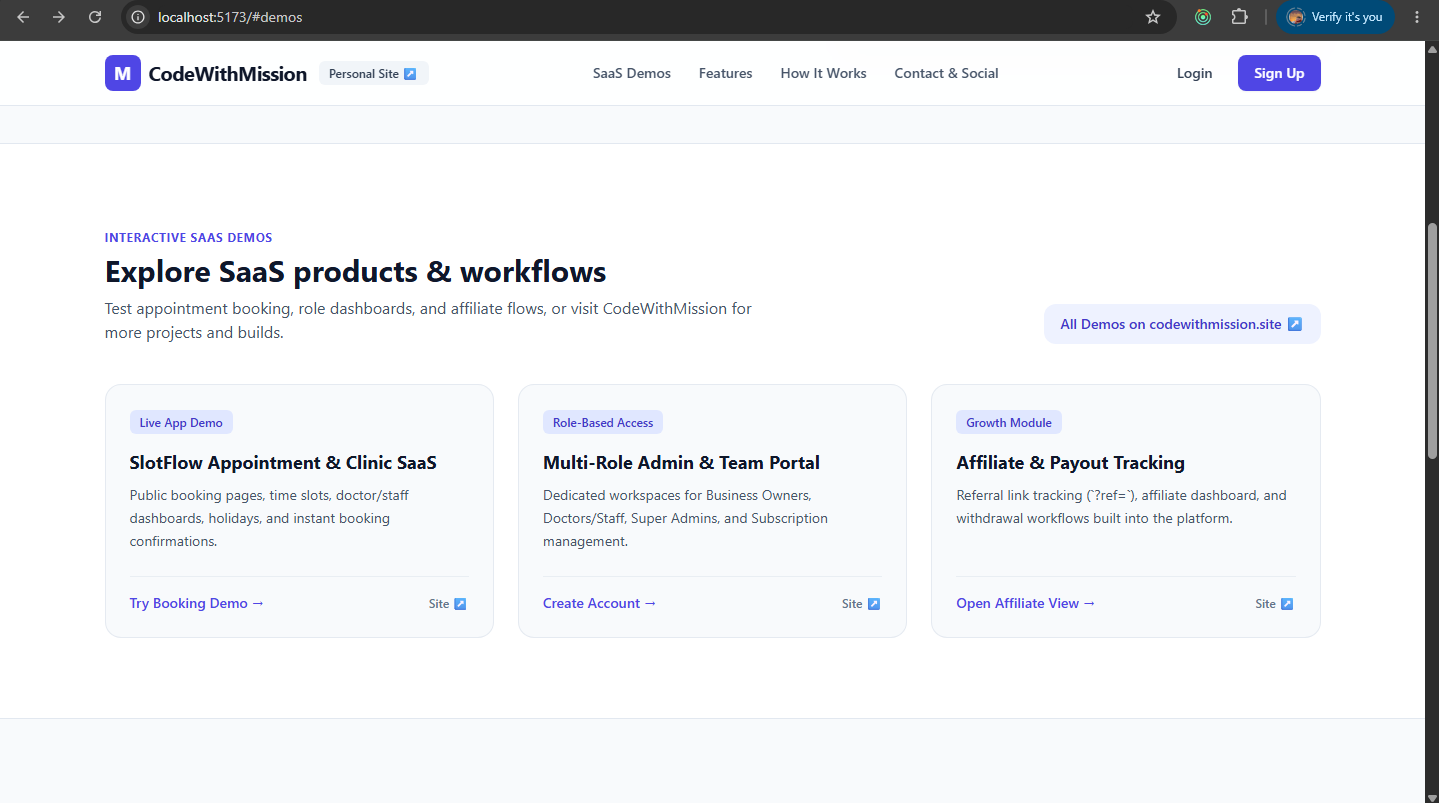 localhost:5173/#demos
Verify it's you
M CodeWithMission Personal Site ↗
SaaS Demos Features How It Works Contact & Social
Login Sign Up
INTERACTIVE SAAS DEMOS
Explore SaaS products & workflows
Test appointment booking, role dashboards, and affiliate flows, or visit CodeWithMission for
more projects and builds.
All Demos on codewithmission.site ↗
Live App Demo
SlotFlow Appointment & Clinic SaaS
Public booking pages, time slots, doctor/staff
dashboards, holidays, and instant booking
confirmations.
Try Booking Demo → Site ↗
Role-Based Access
Multi-Role Admin & Team Portal
Dedicated workspaces for Business Owners,
Doctors/Staff, Super Admins, and Subscription
management.
Create Account → Site ↗
Growth Module
Affiliate & Payout Tracking
Referral link tracking (`?ref=`), affiliate dashboard, and
withdrawal workflows built into the platform.
Open Affiliate View → Site ↗